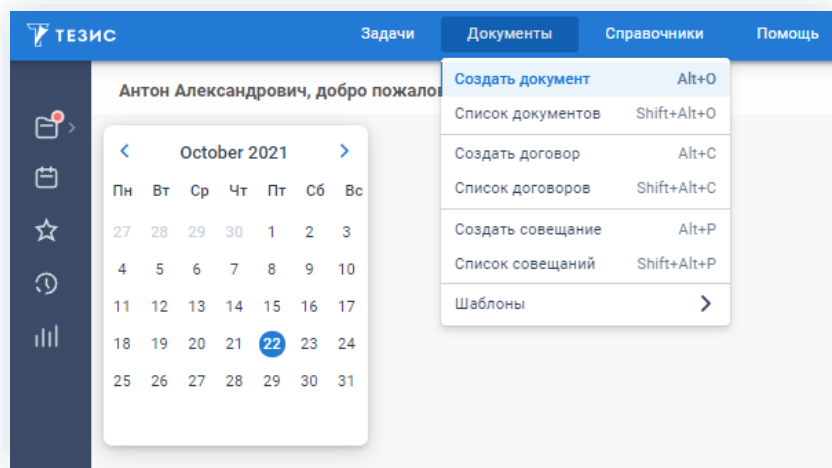 ТЕЗИС Задачи Документы Справочники Помощь
Антон Александрович, добро
Создать документ Alt+O
Список документов Shift+Alt+O
Создать договор Alt+C
Список договоров Shift+Alt+C
Создать совещание Alt+P
Список совещаний Shift+Alt+P
Шаблоны
October 2021
Пн Вт Ср Чт Пт Сб Вс
27 28 29 30 1 2 3
4 5 6 7 8 9 10
11 12 13 14 15 16 17
18 19 20 21 22 23 24
25 26 27 28 29 30 31